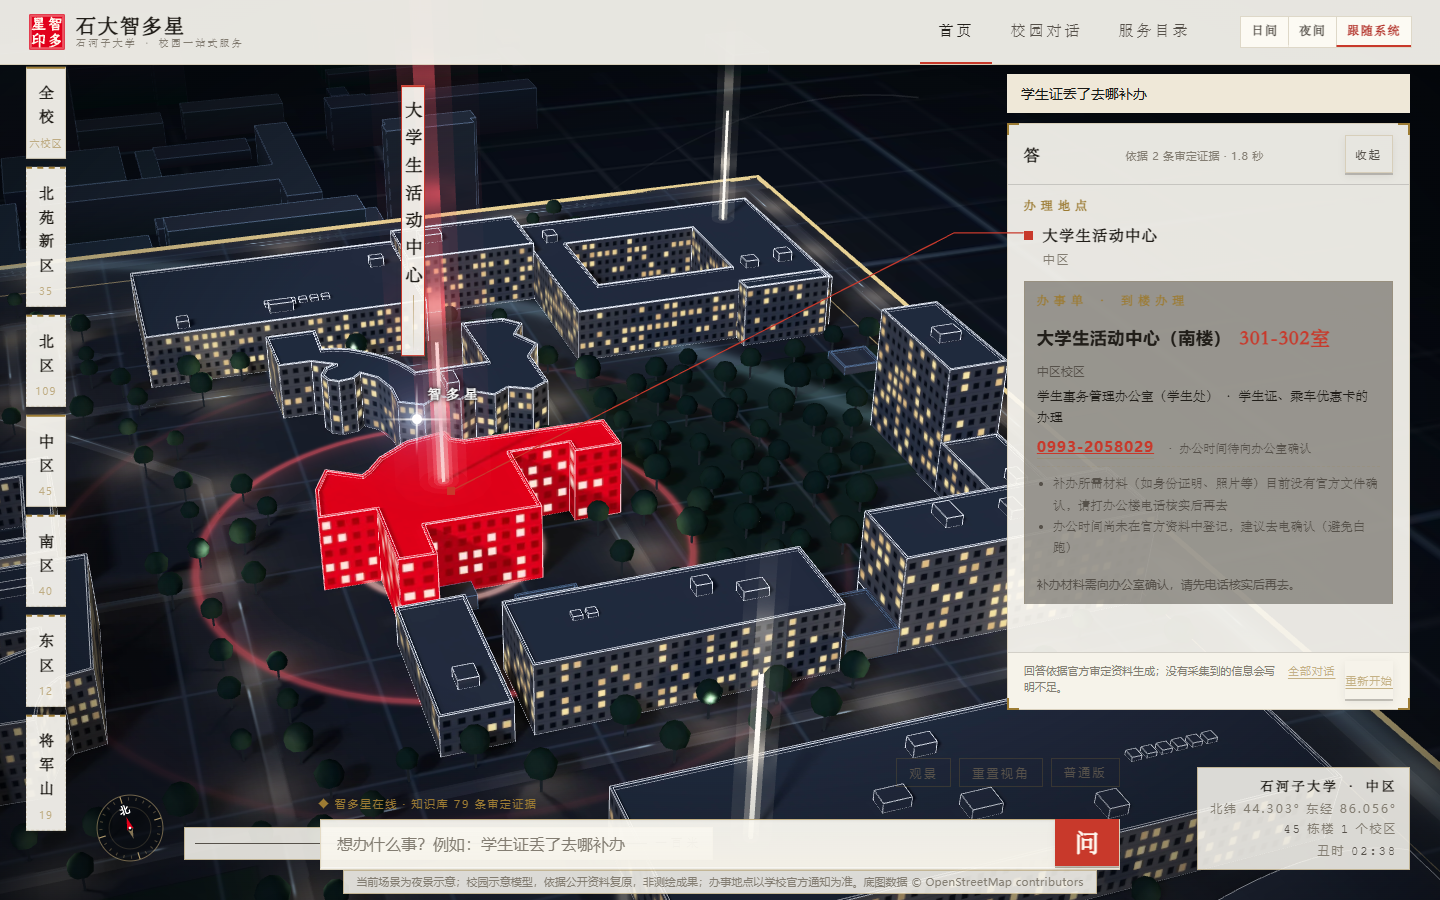 星智印多
石大智多星
石河子大学 · 校园一站式服务
首页
校园对话
服务目录
日间
夜间
跟随系统
全校
六校区
北苑新区
35
北区
109
中区
45
南区
40
东区
12
将军山
19
大学生活动中心
智多星
学生证丢了去哪补办
答
依据 2 条审定证据 · 1.8 秒
收起
办理地点
大学生活动中心
中区
办事单 · 到楼办理
大学生活动中心（南楼） 301-302室
中区校区
学生事务管理办公室（学生处） · 学生证、乘车优惠卡的
办理
0993-2058029 · 办公时间待向办公室确认
补办所需材料（如身份证明、照片等）目前没有官方文件确
认，请打办公楼电话核实后再去
办公时间尚未在官方资料中登记，建议去电确认（避免白
跑）
补办材料需向办公室确认，请先电话核实后再去。
回答依据官方审定资料生成；没有采集到的信息会写
明不足。
全部对话
重新开始
观景
重置视角
普通版
北
智多星在线 · 知识库 79 条审定证据
想办什么事？例如：学生证丢了去哪补办
问
当前场景为夜景示意；校园示意模型，依据公开资料复原，非测绘成果；办事地点以学校官方通知为准。底图数据 © OpenStreetMap contributors
石河子大学 · 中区
北纬 44.303° 东经 86.056°
45 栋楼 1 个校区
丑时 02:38